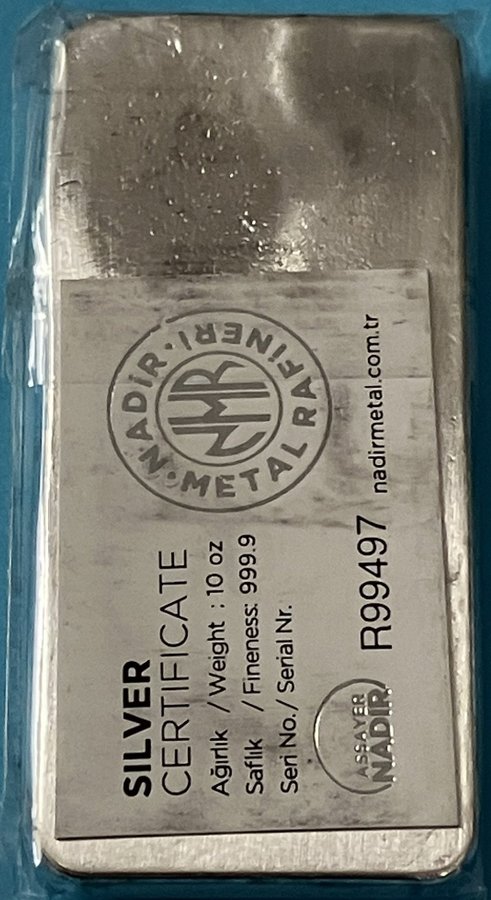 SILVER
CERTIFICATE
Ağırlık / Weight : 10 oz
Saflık / Fineness: 999.9
Seri No./ Serial Nr.
ASSAYER
NADIR
R99497 nadirmetal.com.tr
NADİR · METAL RAFİNERİ ·
NMR